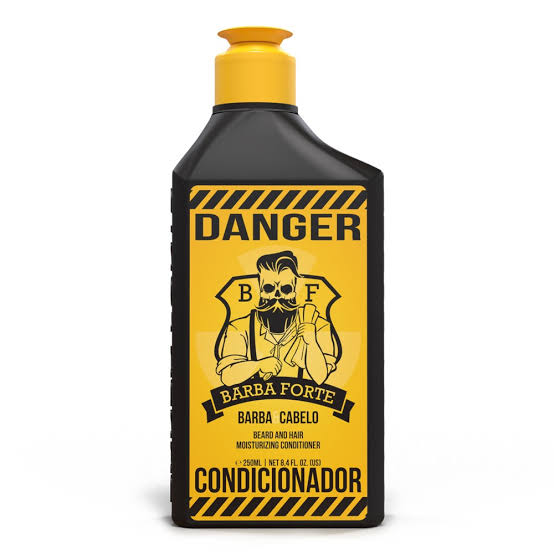 DANGER
B F
BARBA FORTE
BARBA E CABELO
BEARD AND HAIR
MOISTURIZING CONDITIONER
℮ 250ML | NET 8.4 FL. OZ. (US)
CONDICIONADOR